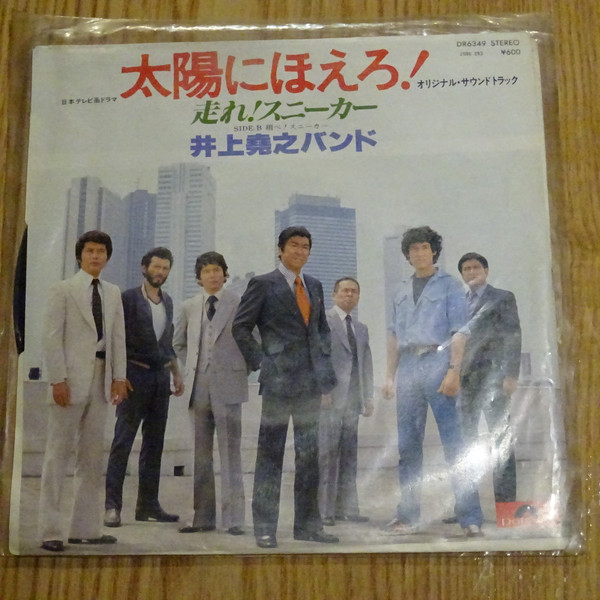 DR6349 STEREO
¥600
太陽にほえろ!
オリジナル・サウンドトラック
日本テレビ系ドラマ
走れ!スニーカー
SIDE/B
井上堯之バンド